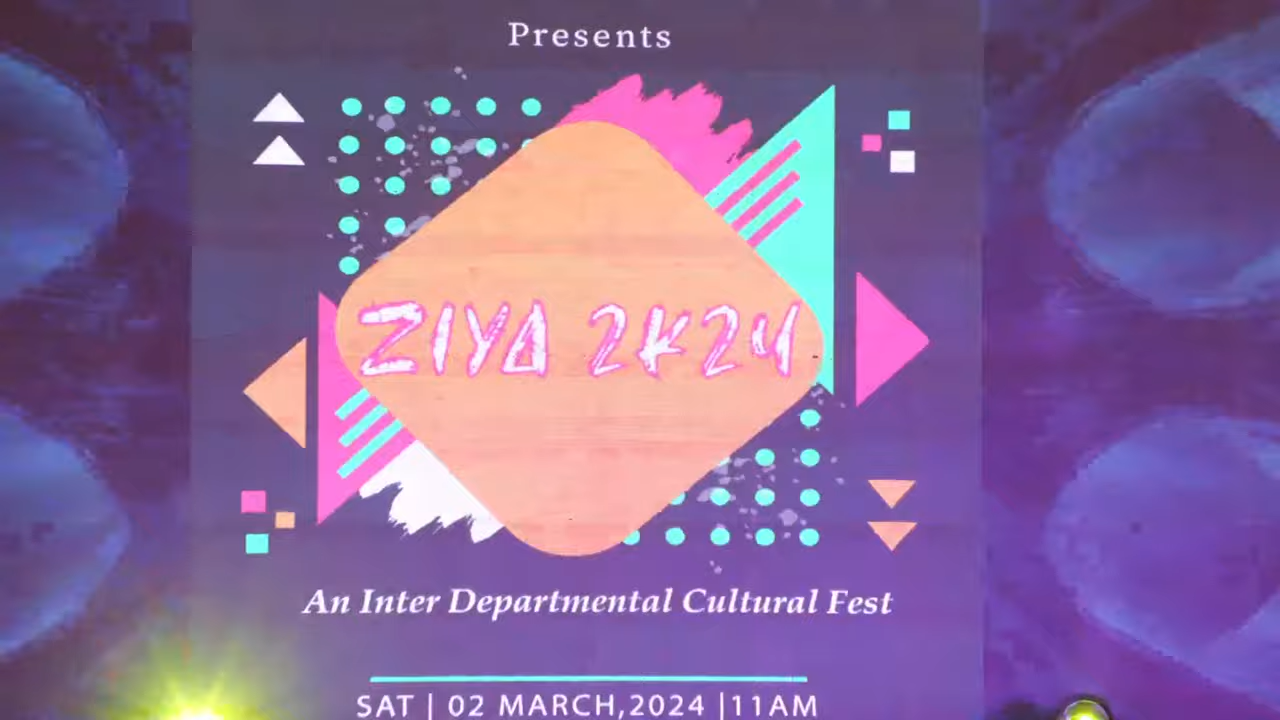 Presents
ZIYA 2K24
An Inter Departmental Cultural Fest
SAT | 02 MARCH,2024 |11AM